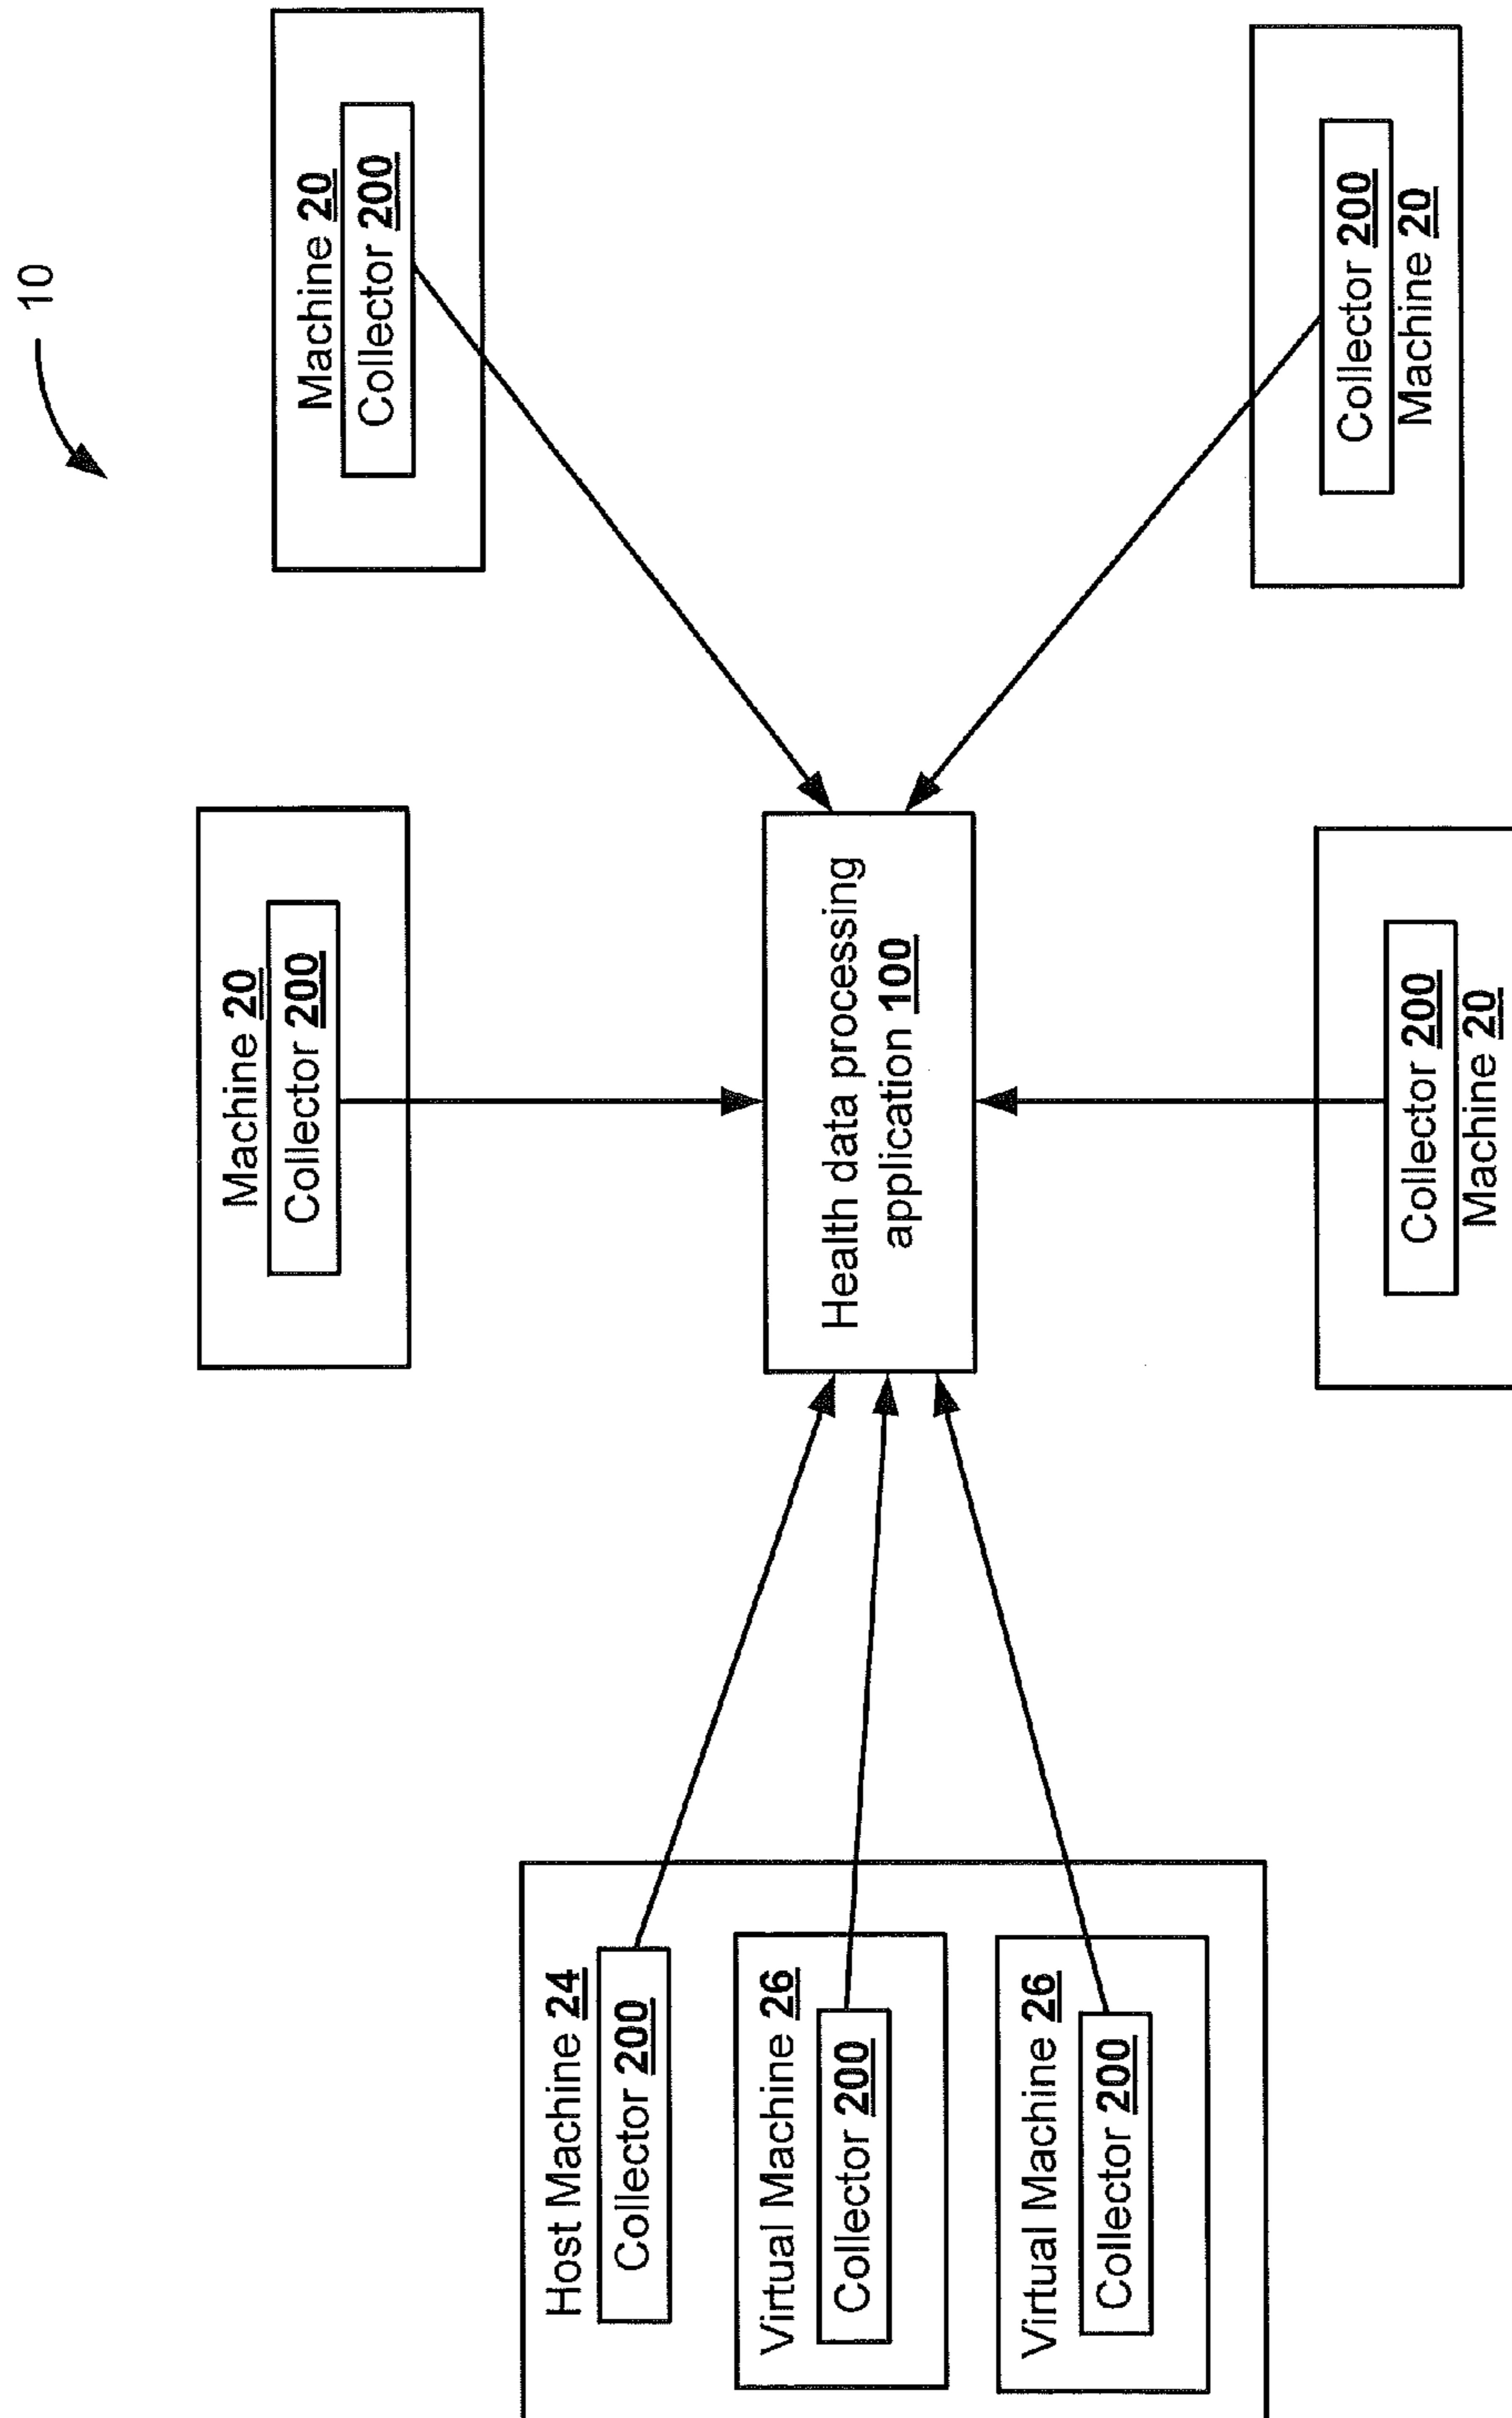 10
Machine 20
Collector 200
Machine 20
Collector 200
Host Machine 24
Collector 200
Virtual Machine 26
Collector 200
Virtual Machine 26
Collector 200
Health data processing
application 100
Collector 200
Machine 20
Collector 200
Machine 20